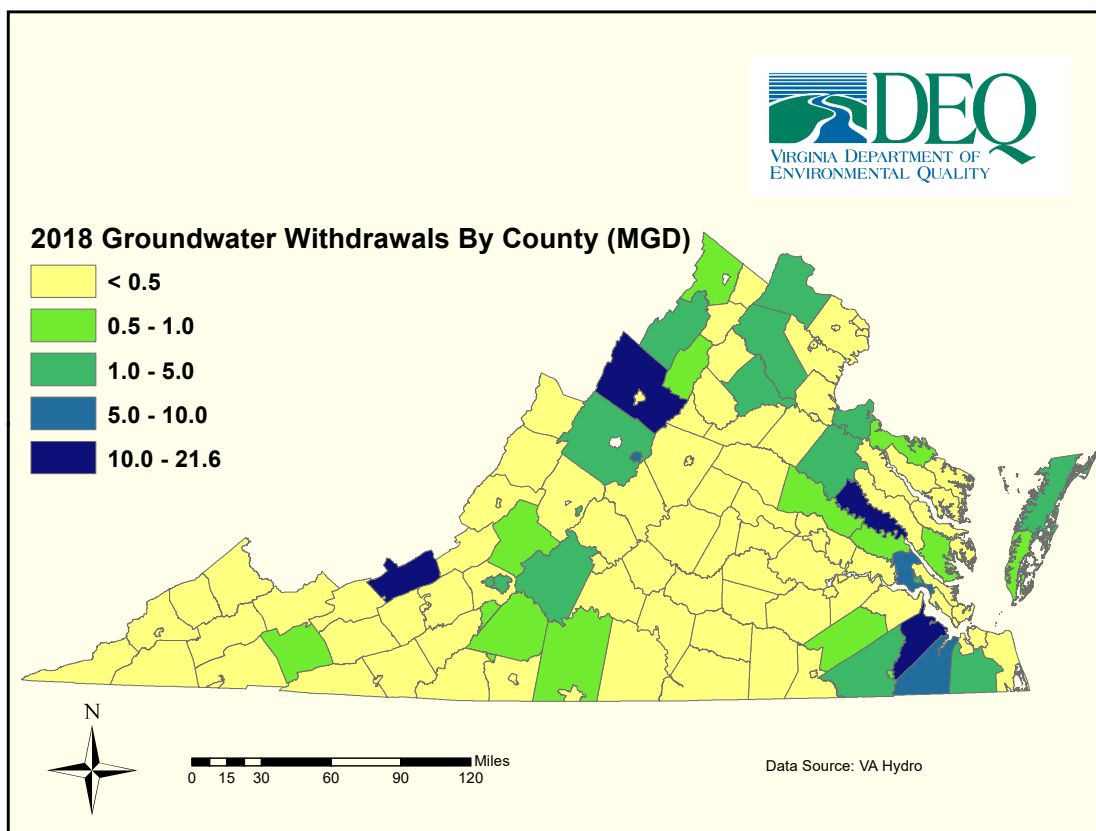 DEQ
VIRGINIA DEPARTMENT OF
ENVIRONMENTAL QUALITY
2018 Groundwater Withdrawals By County (MGD)
< 0.5
0.5 - 1.0
1.0 - 5.0
5.0 - 10.0
10.0 - 21.6
N
Miles
0 15 30 60 90 120
Data Source: VA Hydro